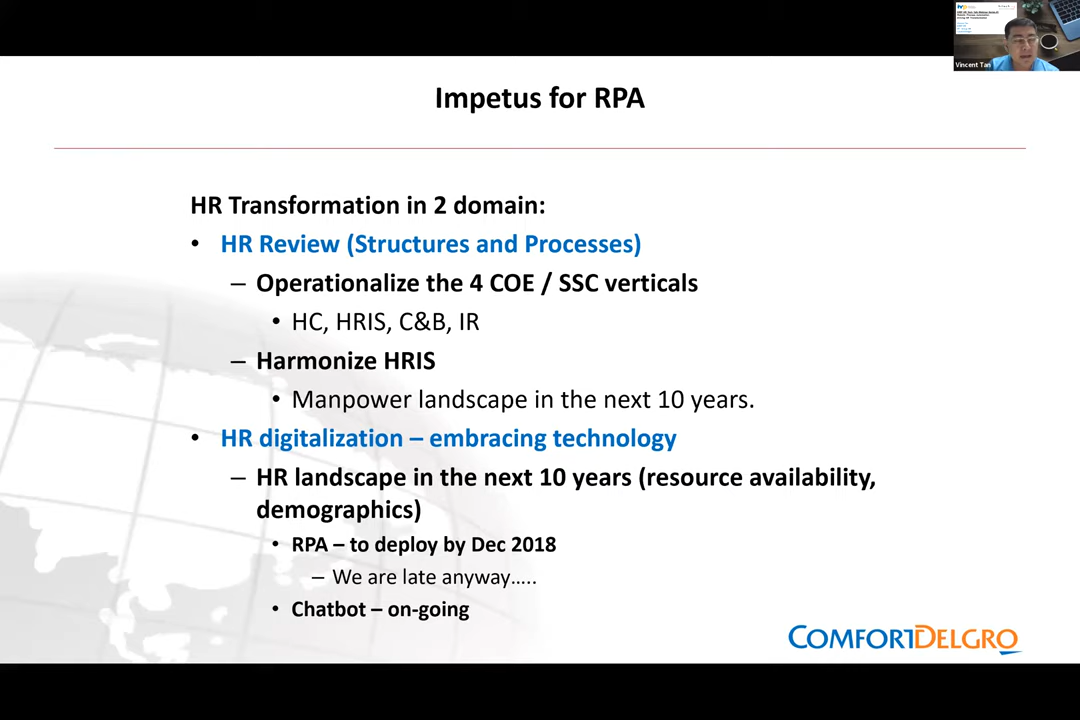 Vincent Tan
Impetus for RPA
HR Transformation in 2 domain:
• HR Review (Structures and Processes)
– Operationalize the 4 COE / SSC verticals
• HC, HRIS, C&B, IR
– Harmonize HRIS
• Manpower landscape in the next 10 years.
• HR digitalization – embracing technology
– HR landscape in the next 10 years (resource availability,
demographics)
• RPA – to deploy by Dec 2018
– We are late anyway…..
• Chatbot – on-going
COMFORTDELGRO